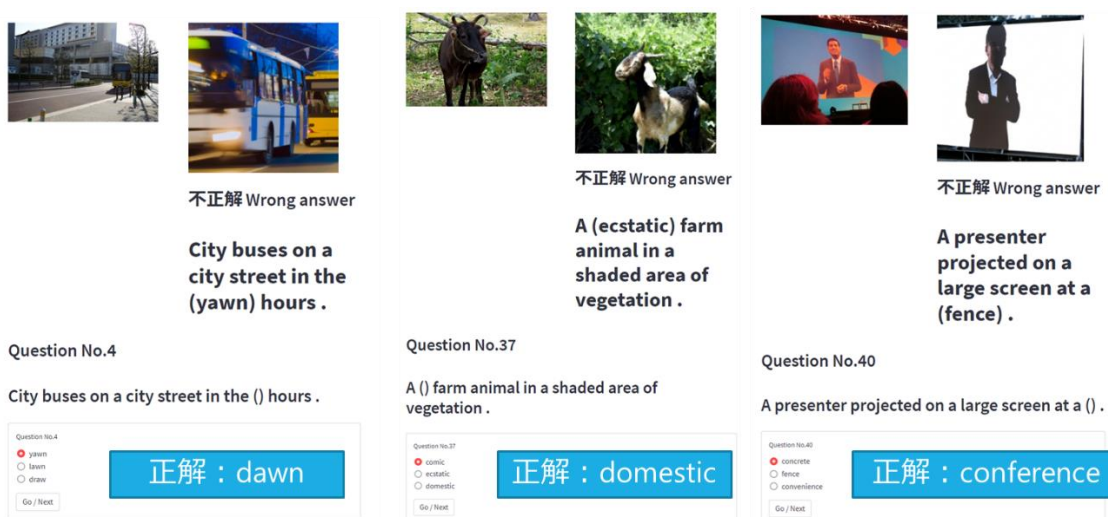 不正解 Wrong answer
City buses on a
city street in the
(yawn) hours .
Question No.4
City buses on a city street in the () hours .
Question No.4
yawn
lawn
draw
Go / Next
正解：dawn
不正解 Wrong answer
A (ecstatic) farm
animal in a
shaded area of
vegetation .
Question No.37
A () farm animal in a shaded area of
vegetation .
Question No.37
comic
ecstatic
domestic
Go / Next
正解：domestic
不正解 Wrong answer
A presenter
projected on a
large screen at a
(fence) .
Question No.40
A presenter projected on a large screen at a () .
Question No.40
concrete
fence
convenience
Go / Next
正解：conference